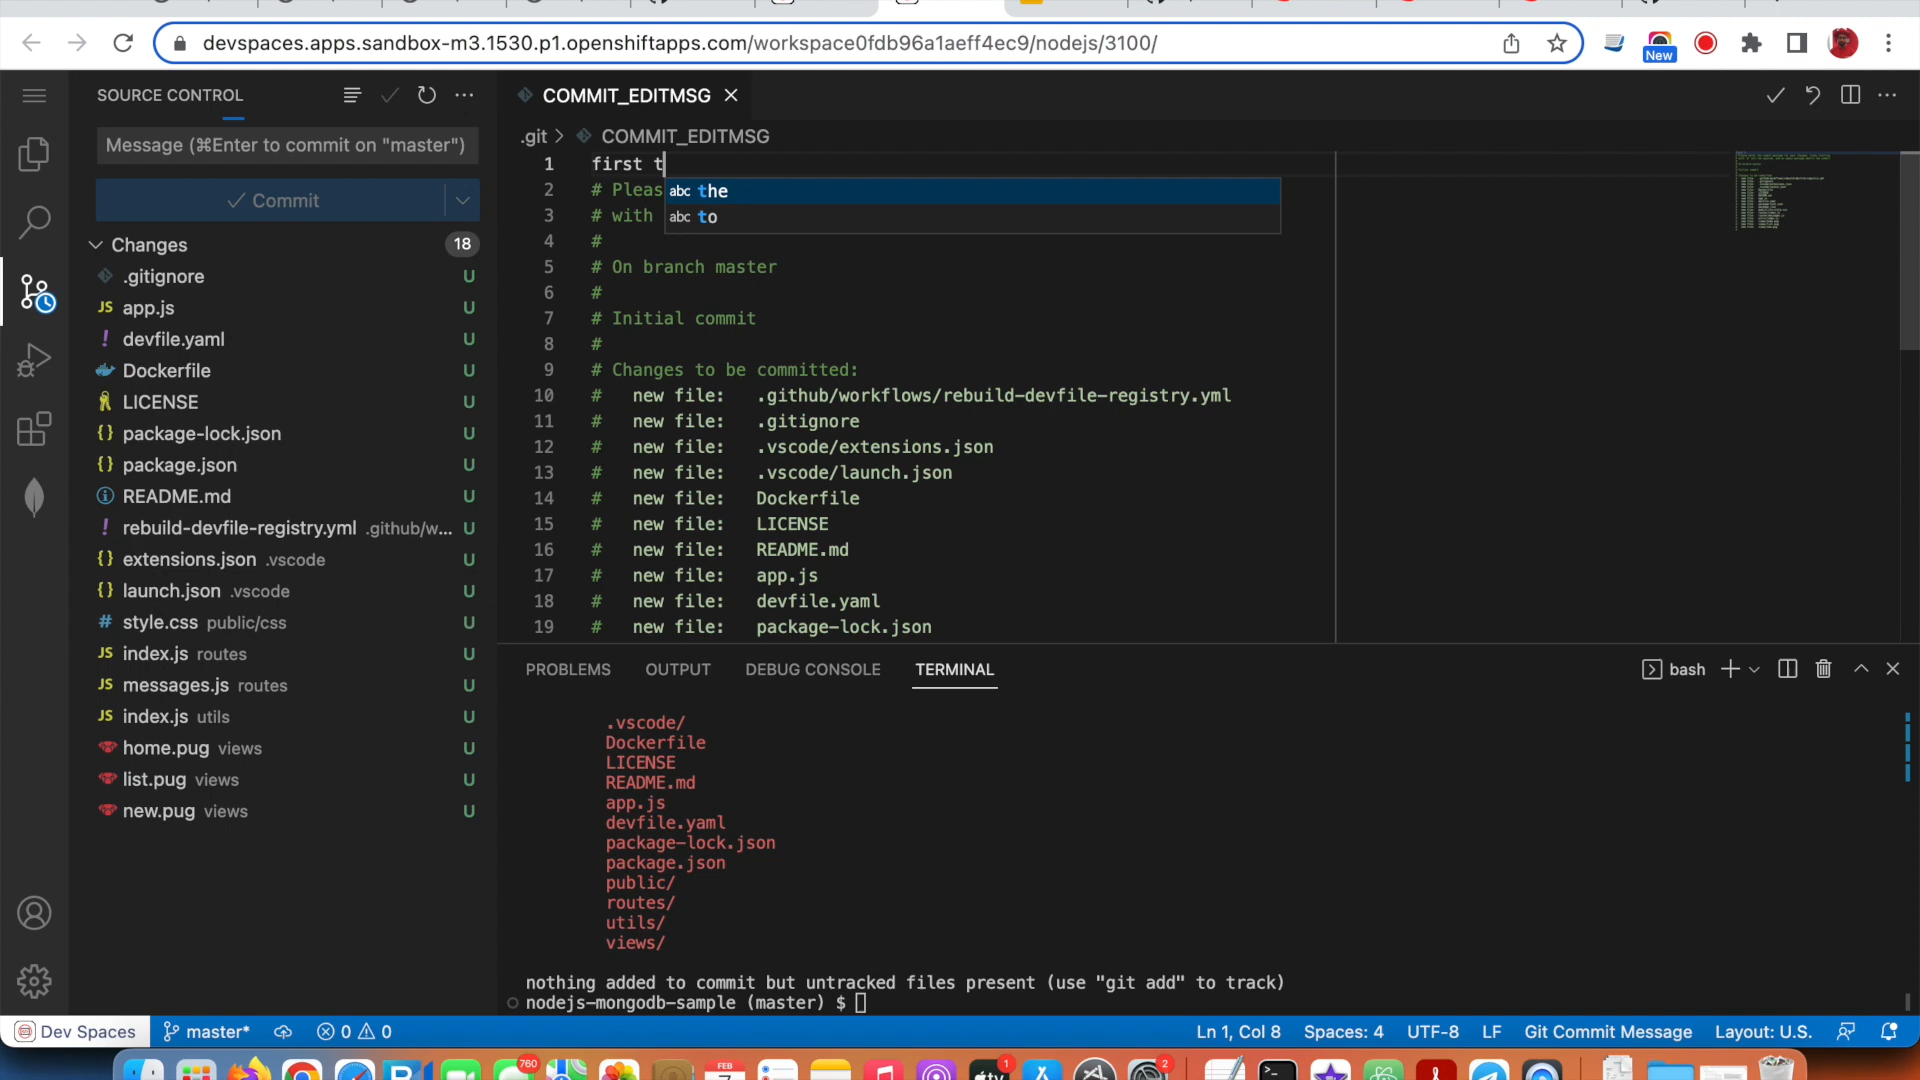 devspaces.apps.sandbox-m3.1530.p1.openshiftapps.com/workspace0fdb96a1aeff4ec9/nodejs/3100/
New
SOURCE CONTROL
Message (⌘Enter to commit on "master")
Commit
Changes 18
.gitignore U
JS app.js U
! devfile.yaml U
Dockerfile U
LICENSE U
{} package-lock.json U
{} package.json U
README.md U
! rebuild-devfile-registry.yml .github/w... U
{} extensions.json .vscode U
{} launch.json .vscode U
# style.css public/css U
JS index.js routes U
JS messages.js routes U
JS index.js utils U
home.pug views U
list.pug views U
new.pug views U
COMMIT_EDITMSG
.git > COMMIT_EDITMSG
1 first t
abc the
abc to
2 # Pleas
3 # with
4 #
5 # On branch master
6 #
7 # Initial commit
8 #
9 # Changes to be committed:
10 # new file: .github/workflows/rebuild-devfile-registry.yml
11 # new file: .gitignore
12 # new file: .vscode/extensions.json
13 # new file: .vscode/launch.json
14 # new file: Dockerfile
15 # new file: LICENSE
16 # new file: README.md
17 # new file: app.js
18 # new file: devfile.yaml
19 # new file: package-lock.json
PROBLEMS OUTPUT DEBUG CONSOLE TERMINAL
bash
.vscode/
Dockerfile
LICENSE
README.md
app.js
devfile.yaml
package-lock.json
package.json
public/
routes/
utils/
views/
nothing added to commit but untracked files present (use "git add" to track)
nodejs-mongodb-sample (master) $
Dev Spaces master* 0 0 Ln 1, Col 8 Spaces: 4 UTF-8 LF Git Commit Message Layout: U.S.
760
FEB
tv
1
2